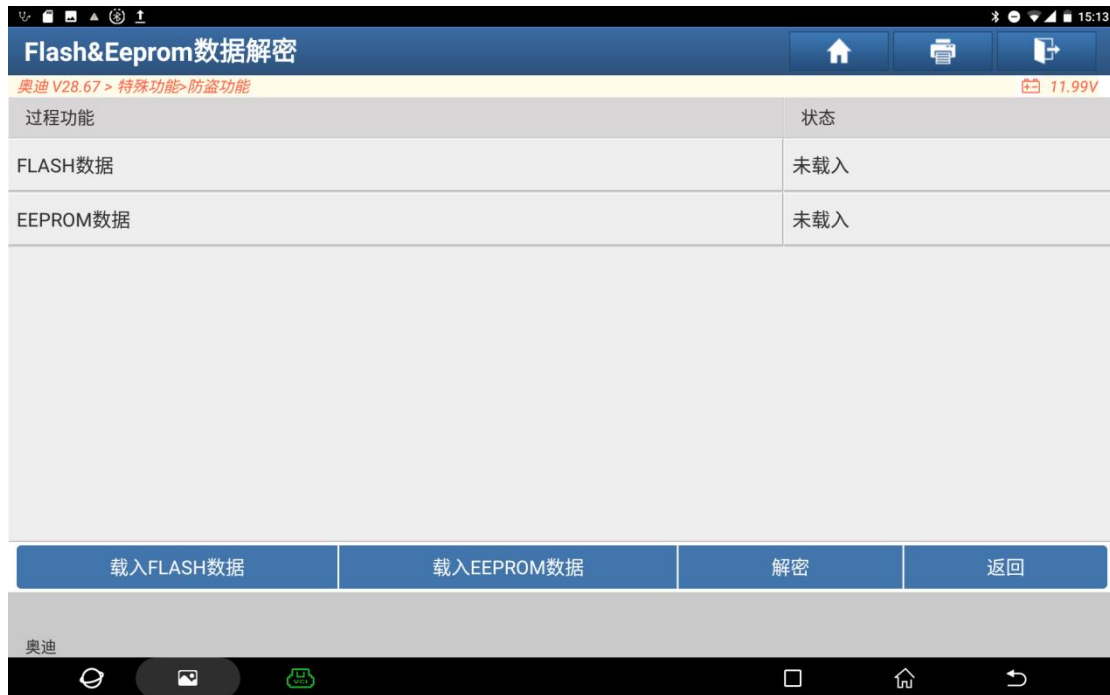 15:13
Flash&Eeprom数据解密
奥迪 V28.67 > 特殊功能>防盗功能
11.99V
过程功能 状态
FLASH数据 未载入
EEPROM数据 未载入
载入FLASH数据 载入EEPROM数据 解密 返回
奥迪
VCI